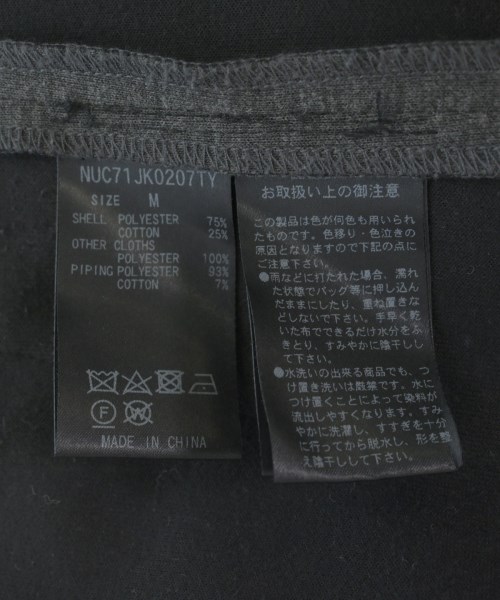 NUC71JK0207TY
SIZE M
SHELL POLYESTER 75%
COTTON 25%
OTHER CLOTHS
POLYESTER 100%
PIPING POLYESTER 93%
COTTON 7%
F W
MADE IN CHINA
お取扱い上の御注意
この製品は色が何色も用いられ
たものです。色移り・色泣きの
原因となりますので下記の点に
ご注意下さい。
●雨などに打たれた場合、濡れ
た状態でバッグ等に押し込ん
だままにしたり、重ね置きな
どしないで下さい。手早く乾
いた布でできるだけ水分をふ
きとり、すみやかに陰干しし
て下さい。
●水洗いの出来る商品でも、つ
け置き洗いは厳禁です。水に
つけ置くことによって染料が
流出しやすくなります。すみ
やかに洗濯し、すすぎを十分
に行ってから脱水し、形を整
え陰干しして下さい。